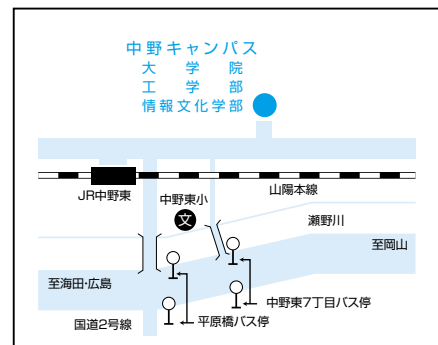 中野キャンパス
大学院
工学部
情報文化学部
JR中野東
中野東小
山陽本線
文
瀬野川
至岡山
至海田・広島
中野東7丁目バス停
国道2号線
平原橋バス停